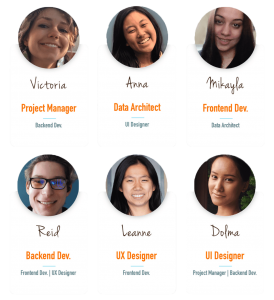 Victoria Anna Mikayla
Project Manager Data Architect Frontend Dev.
Backend Dev. UI Designer Data Architect
Reid Leanne Dolma
Backend Dev. UX Designer UI Designer
Frontend Dev. | UX Designer Frontend Dev. Project Manager | Backend Dev.